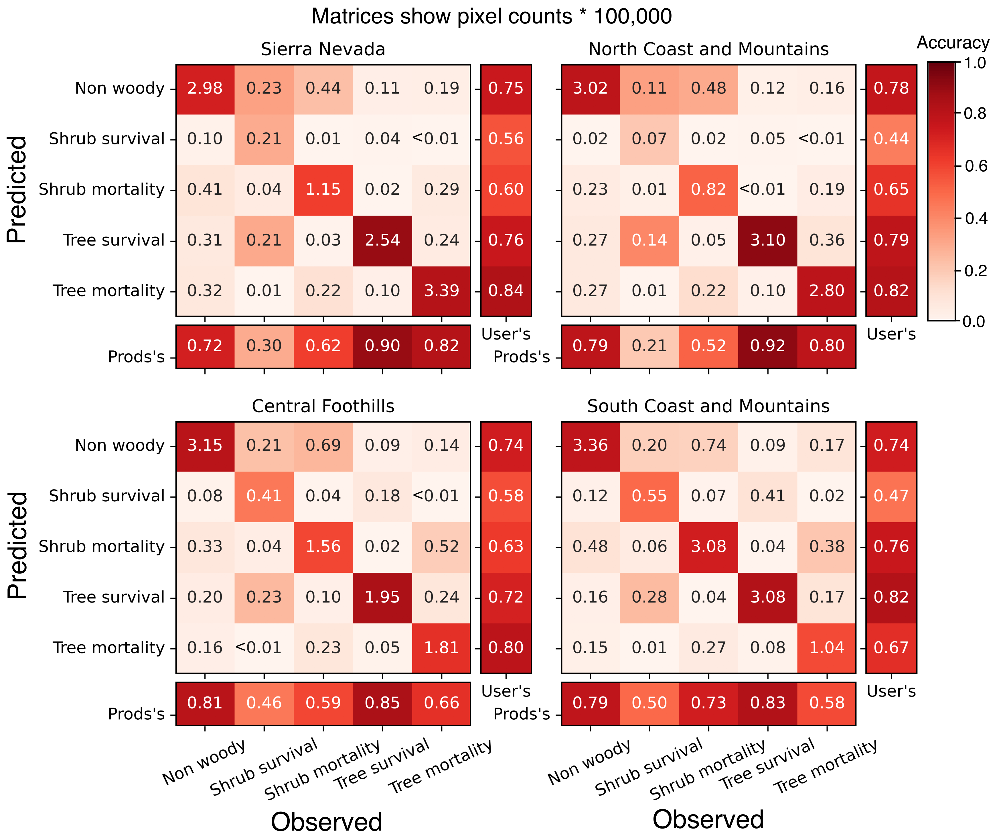 Matrices show pixel counts * 100,000
Sierra Nevada
Predicted
Non woody 2.98 0.23 0.44 0.11 0.19 0.75
Shrub survival 0.10 0.21 0.01 0.04 <0.01 0.56
Shrub mortality 0.41 0.04 1.15 0.02 0.29 0.60
Tree survival 0.31 0.21 0.03 2.54 0.24 0.76
Tree mortality 0.32 0.01 0.22 0.10 3.39 0.84
User's
Prods's 0.72 0.30 0.62 0.90 0.82
North Coast and Mountains
3.02 0.11 0.48 0.12 0.16 0.78
0.02 0.07 0.02 0.05 <0.01 0.44
0.23 0.01 0.82 <0.01 0.19 0.65
0.27 0.14 0.05 3.10 0.36 0.79
0.27 0.01 0.22 0.10 2.80 0.82
User's
Prods's 0.79 0.21 0.52 0.92 0.80
Accuracy
1.0
0.8
0.6
0.4
0.2
0.0
Central Foothills
Predicted
Non woody 3.15 0.21 0.69 0.09 0.14 0.74
Shrub survival 0.08 0.41 0.04 0.18 <0.01 0.58
Shrub mortality 0.33 0.04 1.56 0.02 0.52 0.63
Tree survival 0.20 0.23 0.10 1.95 0.24 0.72
Tree mortality 0.16 <0.01 0.23 0.05 1.81 0.80
User's
Prods's 0.81 0.46 0.59 0.85 0.66
Non woody Shrub survival Shrub mortality Tree survival Tree mortality
Observed
South Coast and Mountains
3.36 0.20 0.74 0.09 0.17 0.74
0.12 0.55 0.07 0.41 0.02 0.47
0.48 0.06 3.08 0.04 0.38 0.76
0.16 0.28 0.04 3.08 0.17 0.82
0.15 0.01 0.27 0.08 1.04 0.67
User's
Prods's 0.79 0.50 0.73 0.83 0.58
Non woody Shrub survival Shrub mortality Tree survival Tree mortality
Observed